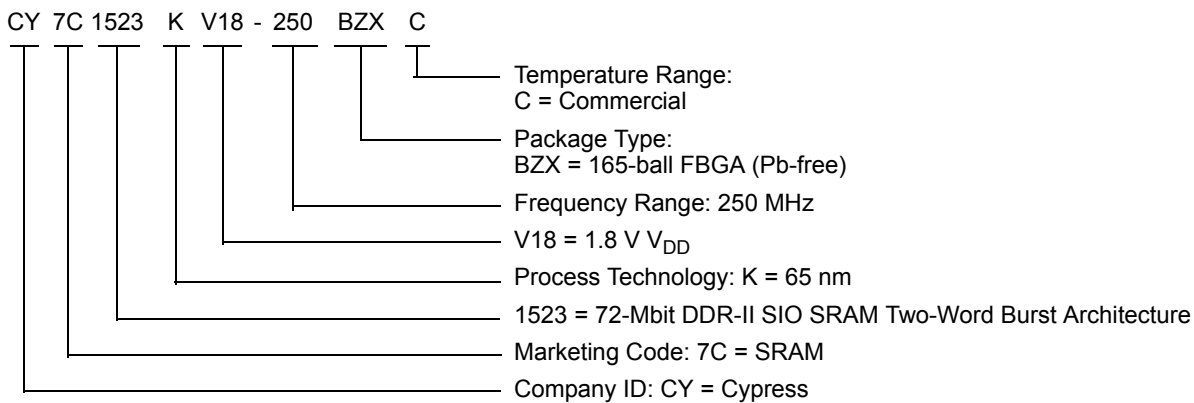 CY 7C 1523 K V18 - 250 BZX C
Temperature Range:
C = Commercial
Package Type:
BZX = 165-ball FBGA (Pb-free)
Frequency Range: 250 MHz
V18 = 1.8 V VDD
Process Technology: K = 65 nm
1523 = 72-Mbit DDR-II SIO SRAM Two-Word Burst Architecture
Marketing Code: 7C = SRAM
Company ID: CY = Cypress